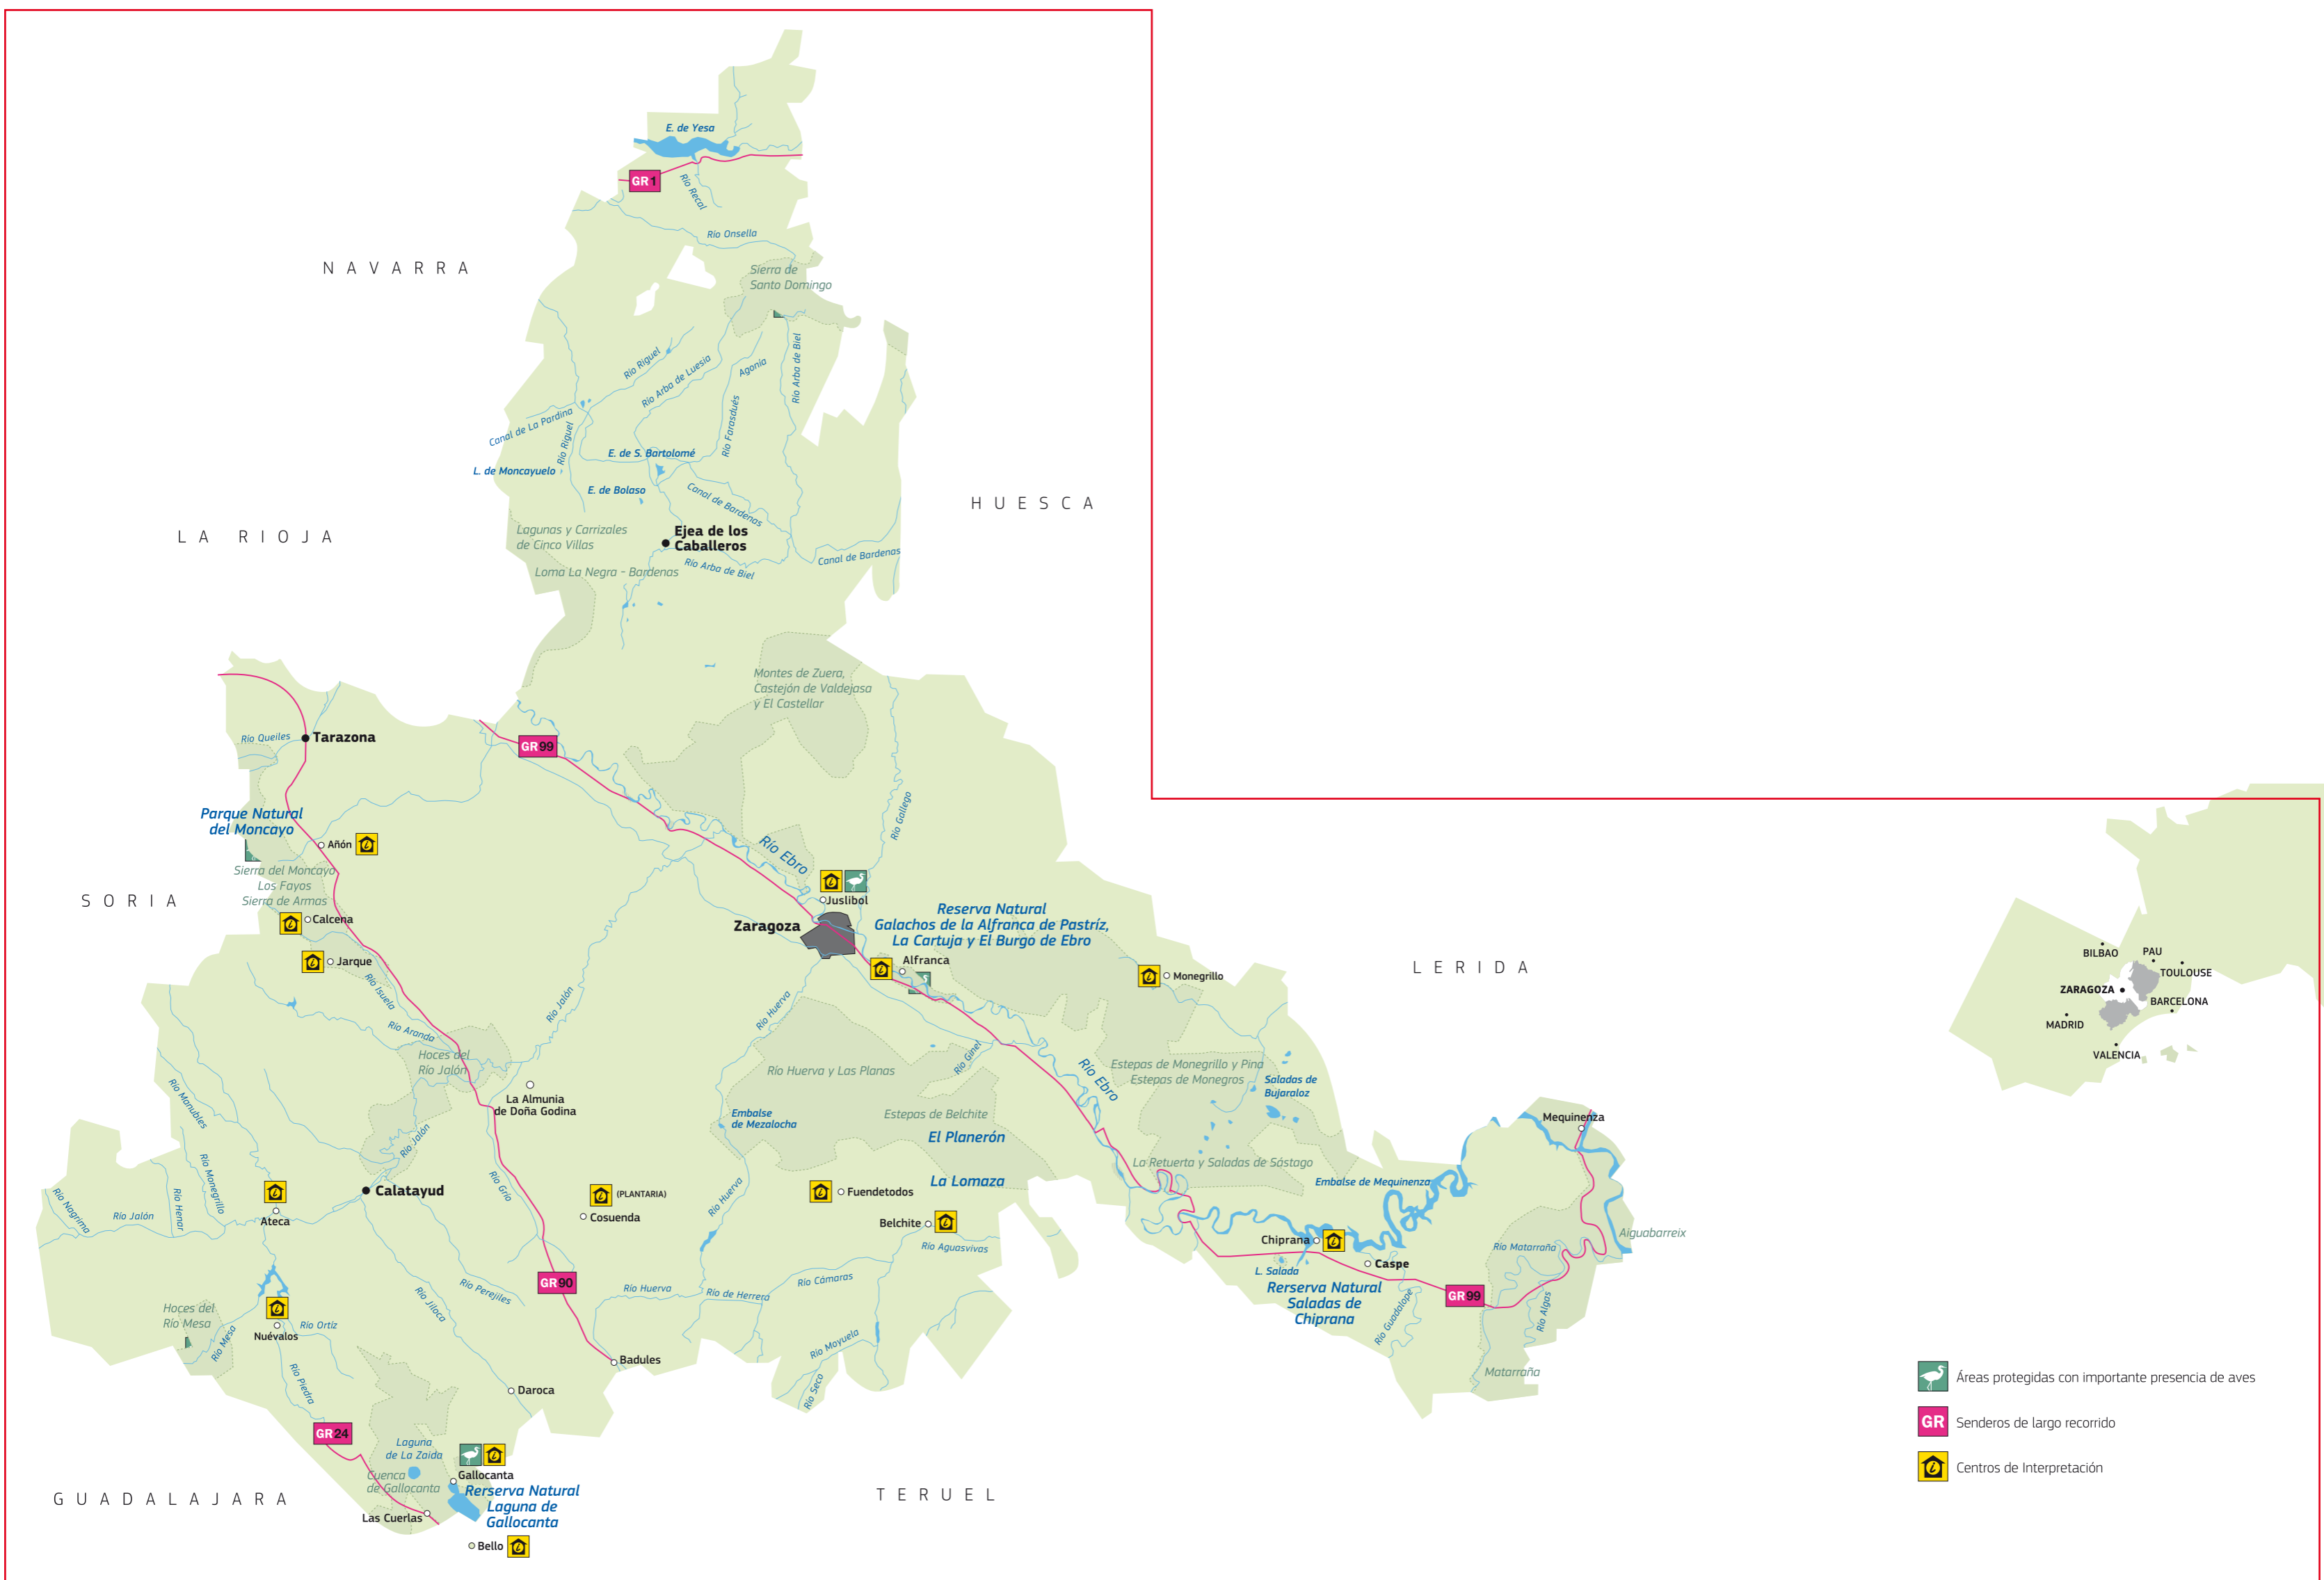 E. de Yesa
GR 1
Río Recal
Río Onsella
NAVARRA
Sierra de
Santo Domingo
Río Riguel
Río Arba de Luesia
Agonía
Río Arba de Biel
Río Farasdués
Canal de La Pardina
Río Riguel
E. de S. Bartolomé
L. de Moncayuelo
E. de Bolaso
Canal de Bardenas
HUESCA
LA RIOJA
Lagunas y Carrizales
de Cinco Villas
Ejea de los
Caballeros
Canal de Bardenas
Loma La Negra - Bardenas
Río Arba de Biel
Montes de Zuera,
Castejón de Valdejasa
y El Castellar
Río Queiles
Tarazona
GR 99
Parque Natural
del Moncayo
Añón
Río Gallego
Río Ebro
Sierra del Moncayo
Los Fayos
Sierra de Armas
SORIA
Calcena
Juslibol
Zaragoza
Reserva Natural
Galachos de la Alfranca de Pastríz,
La Cartuja y El Burgo de Ebro
Jarque
Alfranca
Monegrillo
LERIDA
Río Isuela
Río Aranda
Río Jalón
Río Huerva
Hoces del
Río Jalón
Río Huerva y Las Planas
Río Ginel
Río Ebro
Estepas de Monegrillo y Pina
Estepas de Monegros
Saladas de
Bujaraloz
La Almunia
de Doña Godina
Embalse
de Mezalocha
Estepas de Belchite
El Planerón
Mequinenza
Río Manubles
Río Monegrillo
Río Jalón
La Retuerta y Saladas de Sástago
La Lomaza
Embalse de Mequinenza
Río Nagrima
Río Jalón
Río Henar
Ateca
Calatayud
Río Grío
(PLANTARIA)
Cosuenda
Río Huerva
Fuendetodos
Belchite
Río Aguasvivas
Chiprana
L. Salada
Caspe
Río Matarraña
Aiguabarreix
Rerserva Natural
Saladas de
Chiprana
GR 99
Río Guadalope
Río Algas
Matarraña
GR 90
Río Perejiles
Río Jiloca
Río Huerva
Río de Herrera
Río Cámaras
Río Moyuela
Río Seco
Hoces del
Río Mesa
Río Mesa
Nuévalos
Río Ortiz
Río Piedra
Badules
Daroca
GR 24
Laguna
de La Zaida
Cuenca
de Gallocanta
Gallocanta
Rerserva Natural
Laguna de
Gallocanta
Las Cuerlas
Bello
GUADALAJARA
TERUEL
BILBAO
PAU
TOULOUSE
ZARAGOZA
BARCELONA
MADRID
VALENCIA
Áreas protegidas con importante presencia de aves
GR
Senderos de largo recorrido
Centros de Interpretación